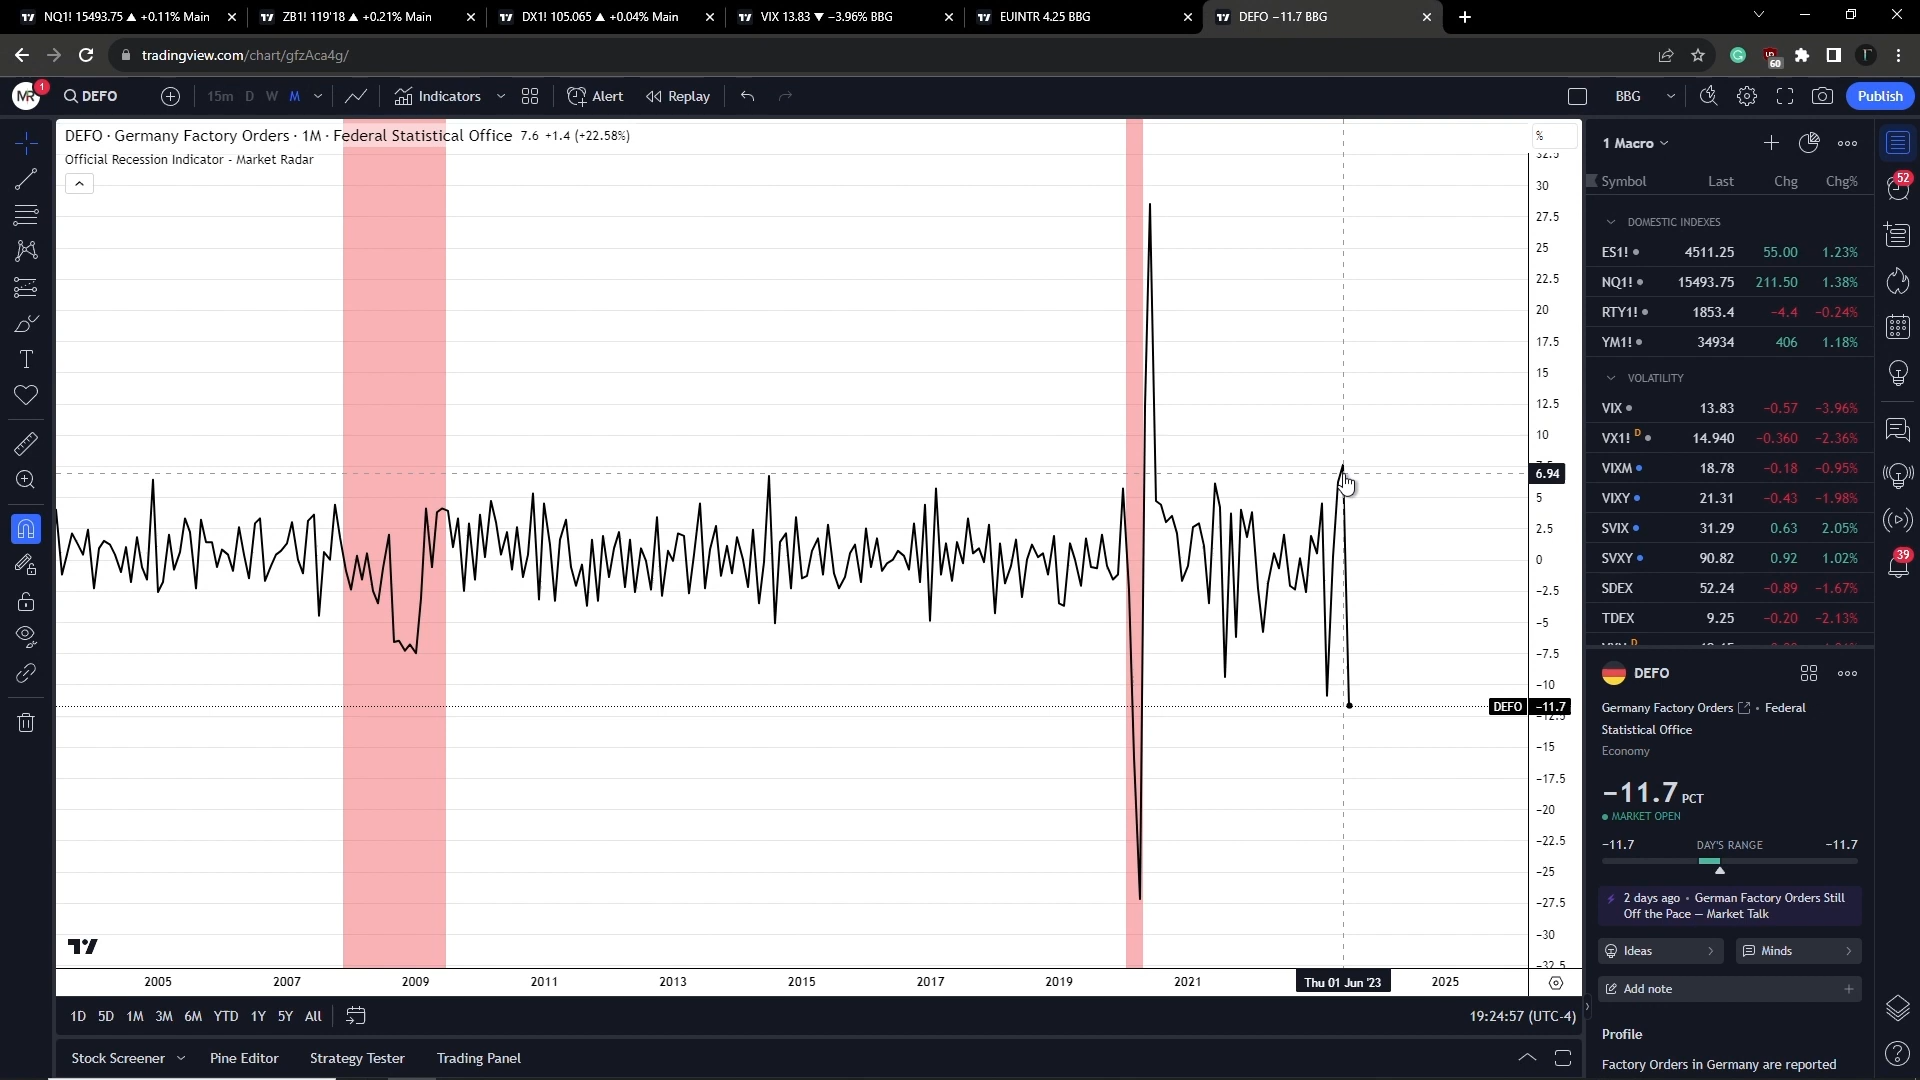 NQ1! 15493.75 ▲ +0.11% Main
ZB1! 119'18 ▲ +0.21% Main
DX1! 105.065 ▲ +0.04% Main
VIX 13.83 ▼ −3.96% BBG
EUINTR 4.25 BBG
DEFO −11.7 BBG
tradingview.com/chart/gfzAca4g/
60
MR 1
DEFO
15m D W M
Indicators
Alert
Replay
BBG
Publish
DEFO · Germany Factory Orders · 1M · Federal Statistical Office 7.6 +1.4 (+22.58%)
Official Recession Indicator - Market Radar
%
32.5
30
27.5
25
22.5
20
17.5
15
12.5
10
6.94
5
2.5
0
−2.5
−5
−7.5
−10
DEFO −11.7
−12.5
−15
−17.5
−20
−22.5
−25
−27.5
−30
−32.5
2005 2007 2009 2011 2013 2015 2017 2019 2021 Thu 01 Jun '23 2025
1D 5D 1M 3M 6M YTD 1Y 5Y All
19:24:57 (UTC-4)
Stock Screener Pine Editor Strategy Tester Trading Panel
1 Macro
Symbol Last Chg Chg%
DOMESTIC INDEXES
ES1! 4511.25 55.00 1.23%
NQ1! 15493.75 211.50 1.38%
RTY1! 1853.4 −4.4 −0.24%
YM1! 34934 406 1.18%
VOLATILITY
VIX 13.83 −0.57 −3.96%
VX1! D 14.940 −0.360 −2.36%
VIXM 18.78 −0.18 −0.95%
VIXY 21.31 −0.43 −1.98%
SVIX 31.29 0.63 2.05%
SVXY 90.82 0.92 1.02%
SDEX 52.24 −0.89 −1.67%
TDEX 9.25 −0.20 −2.13%
DEFO
Germany Factory Orders • Federal
Statistical Office
Economy
−11.7 PCT
MARKET OPEN
−11.7 DAY'S RANGE −11.7
2 days ago • German Factory Orders Still
Off the Pace — Market Talk
Ideas
Minds
Add note
Profile
Factory Orders in Germany are reported
52
39